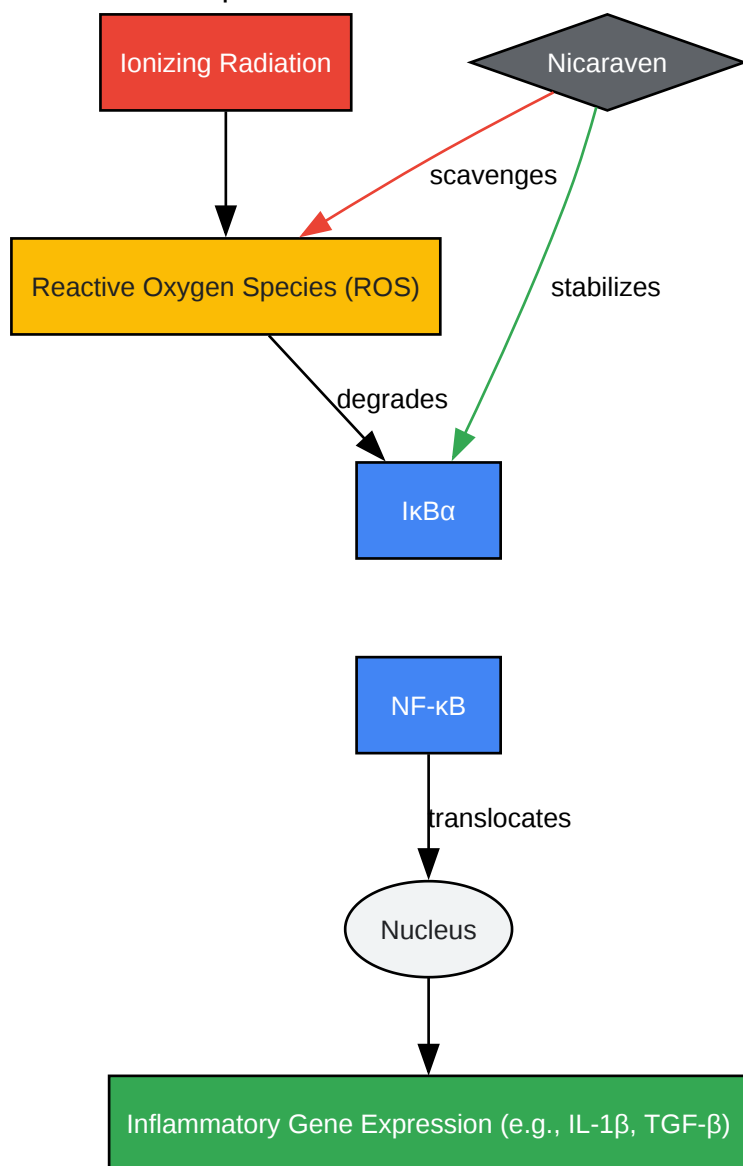 Ionizing Radiation
Nicaraven
scavenges
Reactive Oxygen Species (ROS)
stabilizes
degrades
IκBα
NF-κB
translocates
Nucleus
Inflammatory Gene Expression (e.g., IL-1β, TGF-β)